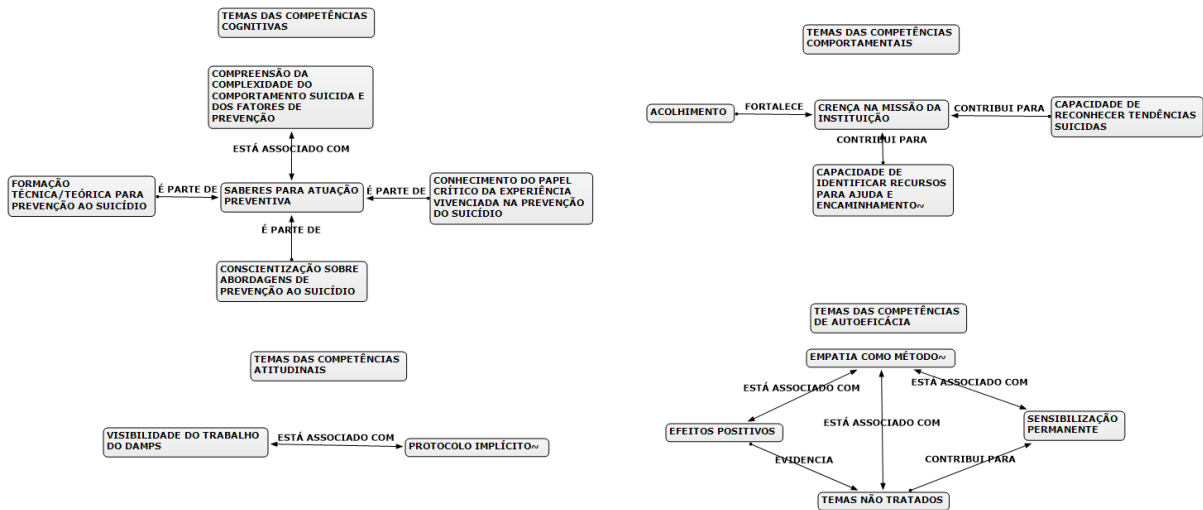 TEMAS DAS COMPETÊNCIAS
COGNITIVAS
COMPREENSÃO DA
COMPLEXIDADE DO
COMPORTAMENTO SUICIDA E
DOS FATORES DE
PREVENÇÃO
ESTÁ ASSOCIADO COM
FORMAÇÃO
TÉCNICA/TEÓRICA PARA
PREVENÇÃO AO SUICÍDIO
É PARTE DE
SABERES PARA ATUAÇÃO
PREVENTIVA
É PARTE DE
CONHECIMENTO DO PAPEL
CRÍTICO DA EXPERIÊNCIA
VIVENCIADA NA PREVENÇÃO
DO SUICÍDIO
É PARTE DE
CONSCIENTIZAÇÃO SOBRE
ABORDAGENS DE
PREVENÇÃO AO SUICÍDIO
TEMAS DAS COMPETÊNCIAS
COMPORTAMENTAIS
ACOLHIMENTO
FORTALECE
CRENÇA NA MISSÃO DA
INSTITUIÇÃO
CONTRIBUI PARA
CAPACIDADE DE
RECONHECER TENDÊNCIAS
SUICIDAS
CONTRIBUI PARA
CAPACIDADE DE
IDENTIFICAR RECURSOS
PARA AJUDA E
ENCAMINHAMENTO~
TEMAS DAS COMPETÊNCIAS
ATITUDINAIS
VISIBILIDADE DO TRABALHO
DO DAMPS
ESTÁ ASSOCIADO COM
PROTOCOLO IMPLÍCITO~
TEMAS DAS COMPETÊNCIAS
DE AUTOEFICÁCIA
EMPATIA COMO MÉTODO~
ESTÁ ASSOCIADO COM
ESTÁ ASSOCIADO COM
ESTÁ ASSOCIADO COM
EFEITOS POSITIVOS
SENSIBILIZAÇÃO
PERMANENTE
EVIDENCIA
CONTRIBUI PARA
TEMAS NÃO TRATADOS